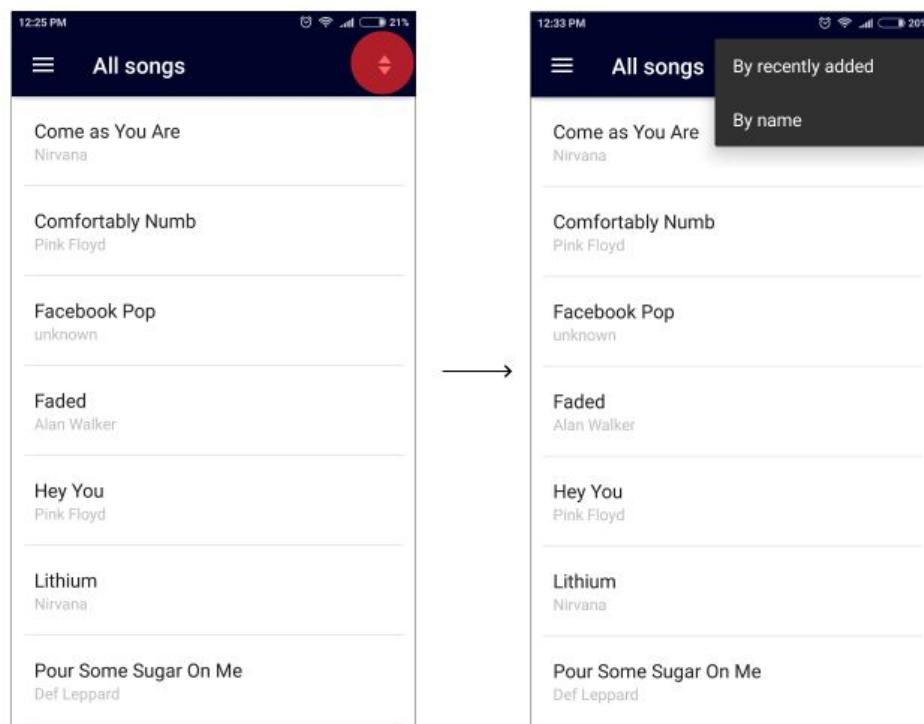 12:25 PM
21%
All songs
Come as You Are
Nirvana
Comfortably Numb
Pink Floyd
Facebook Pop
unknown
Faded
Alan Walker
Hey You
Pink Floyd
Lithium
Nirvana
Pour Some Sugar On Me
Def Leppard
12:33 PM
20%
All songs
By recently added
By name
Come as You Are
Nirvana
Comfortably Numb
Pink Floyd
Facebook Pop
unknown
Faded
Alan Walker
Hey You
Pink Floyd
Lithium
Nirvana
Pour Some Sugar On Me
Def Leppard